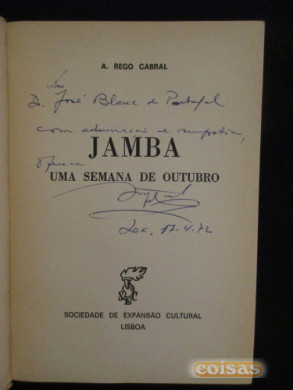 A. REGO CABRAL
Ao
D. José Blanc de Portugal
com admiração e simpatia,
oferece
JAMBA
UMA SEMANA DE OUTUBRO
Lx. 17.4.72
SOCIEDADE DE EXPANSÃO CULTURAL
LISBOA
coisas